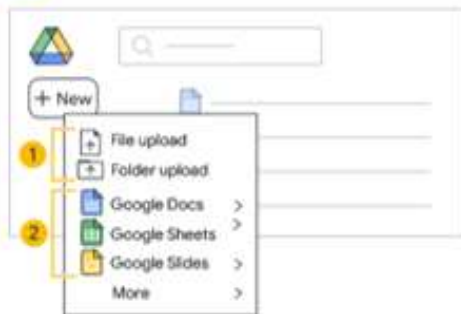 + New
1
File upload
Folder upload
2
Google Docs >
Google Sheets >
Google Slides >
More >